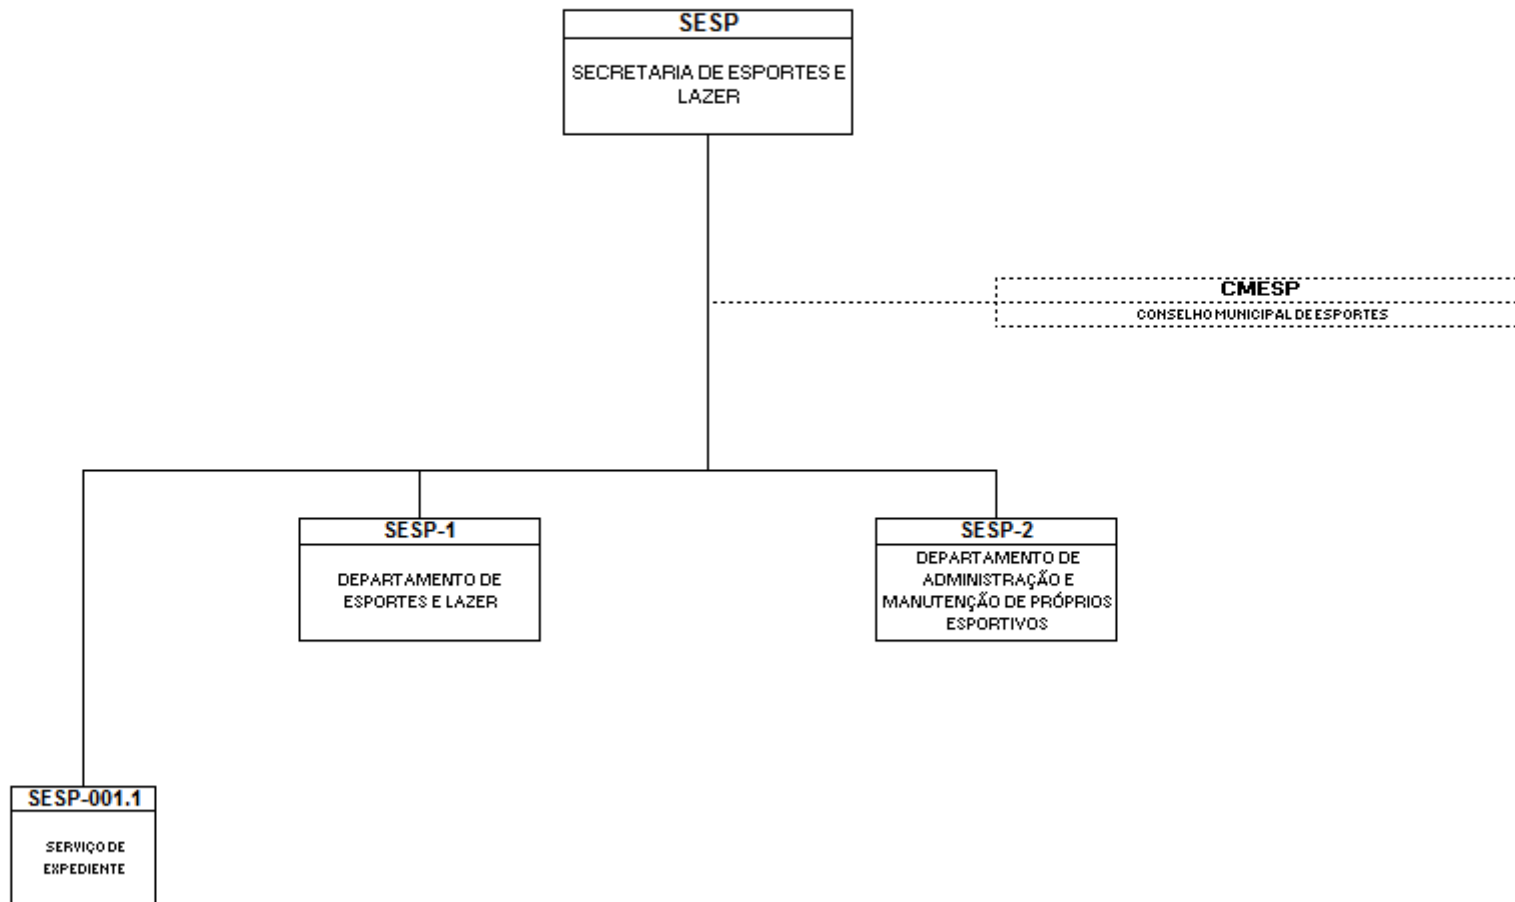 SESP
SECRETARIA DE ESPORTES E
LAZER
CMESP
CONSELHO MUNICIPAL DE ESPORTES
SESP-1
DEPARTAMENTO DE
ESPORTES E LAZER
SESP-2
DEPARTAMENTO DE
ADMINISTRAÇÃO E
MANUTENÇÃO DE PRÓPRIOS
ESPORTIVOS
SESP-001.1
SERVIÇO DE
EXPEDIENTE